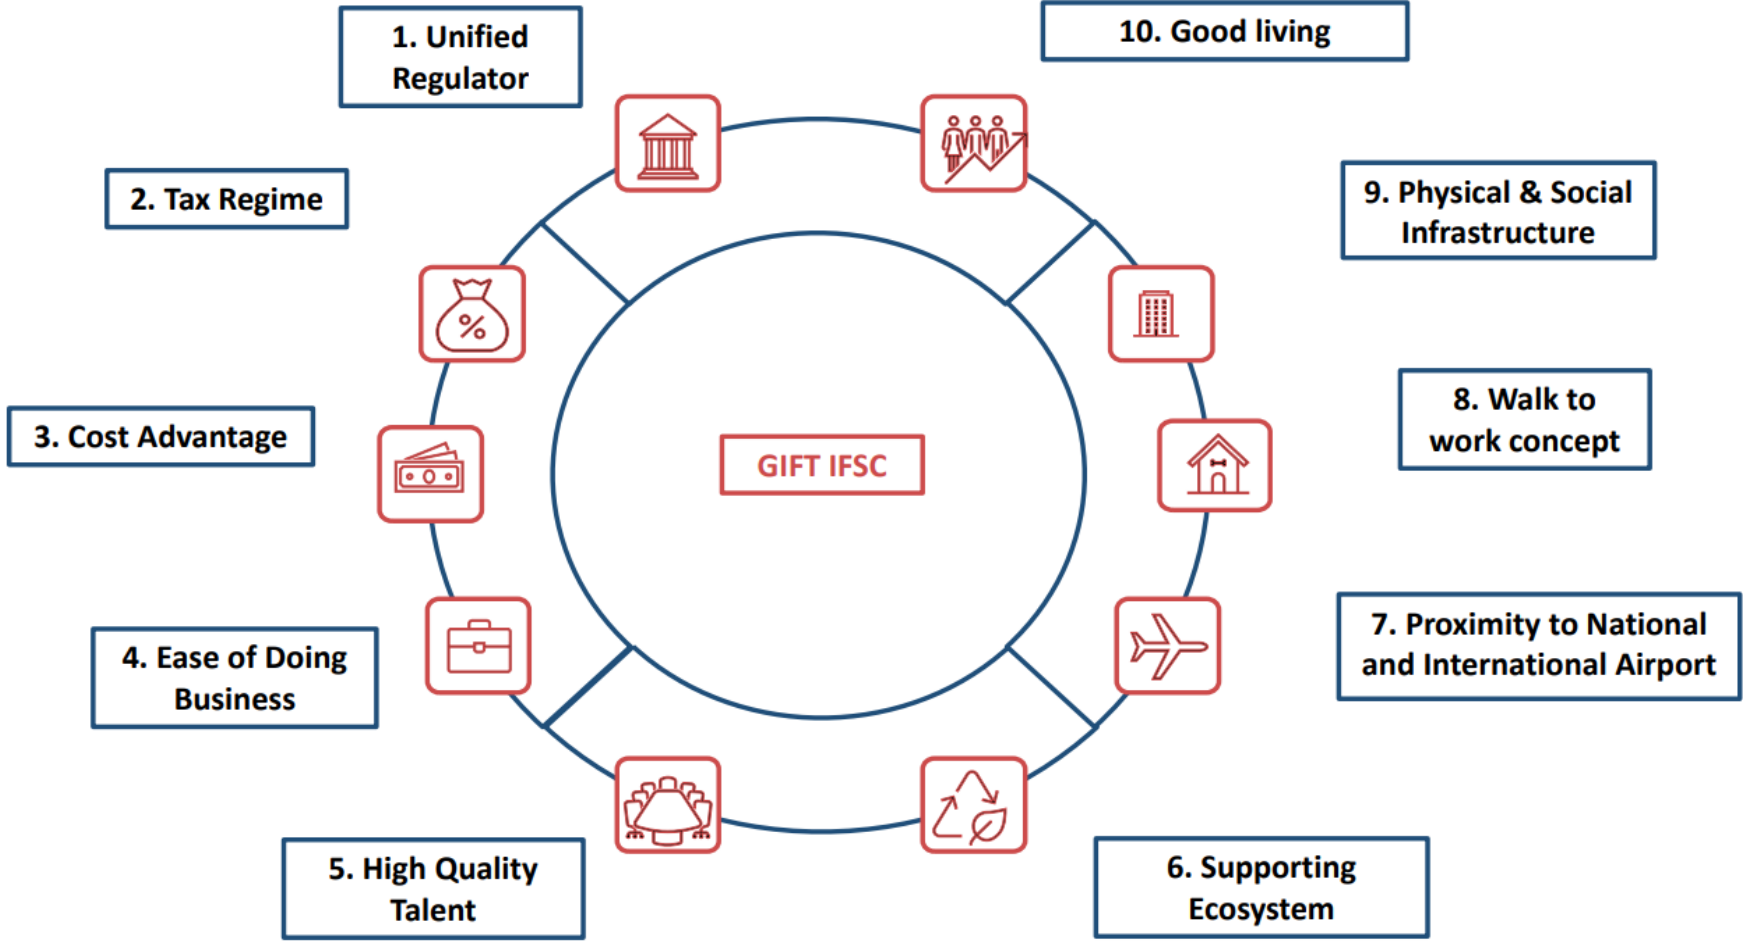 1. Unified
Regulator
2. Tax Regime
3. Cost Advantage
4. Ease of Doing
Business
5. High Quality
Talent
6. Supporting
Ecosystem
7. Proximity to National
and International Airport
8. Walk to
work concept
9. Physical & Social
Infrastructure
10. Good living
%
GIFT IFSC